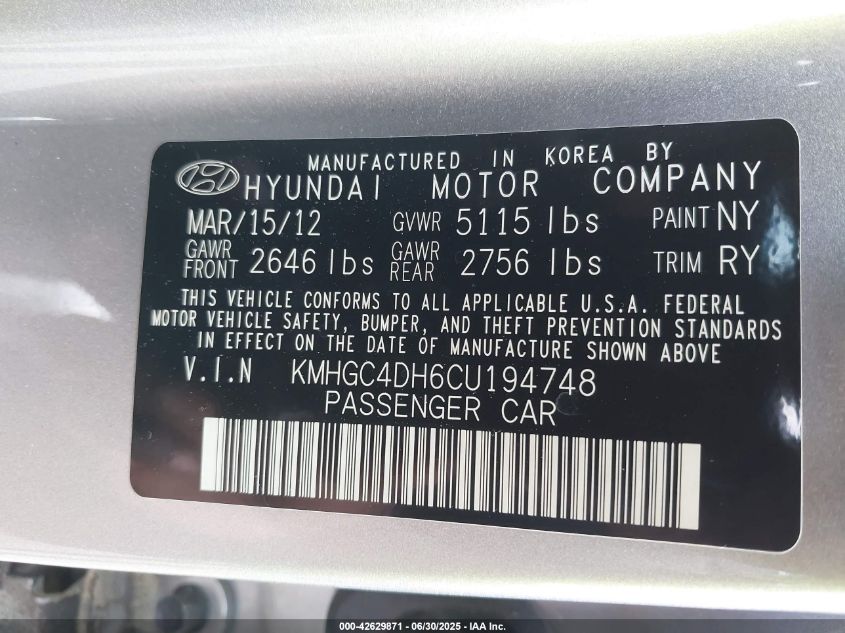 MANUFACTURED IN KOREA BY
HYUNDAI MOTOR COMPANY
MAR/15/12 GVWR 5115 lbs PAINT NY
GAWR FRONT 2646 lbs GAWR REAR 2756 lbs TRIM RY
THIS VEHICLE CONFORMS TO ALL APPLICABLE U.S.A. FEDERAL
MOTOR VEHICLE SAFETY, BUMPER, AND THEFT PREVENTION STANDARDS
IN EFFECT ON THE DATE OF MANUFACTURE SHOWN ABOVE
V.I.N KMHGC4DH6CU194748
PASSENGER CAR
000-42629871 - 06/30/2025 - IAA Inc.